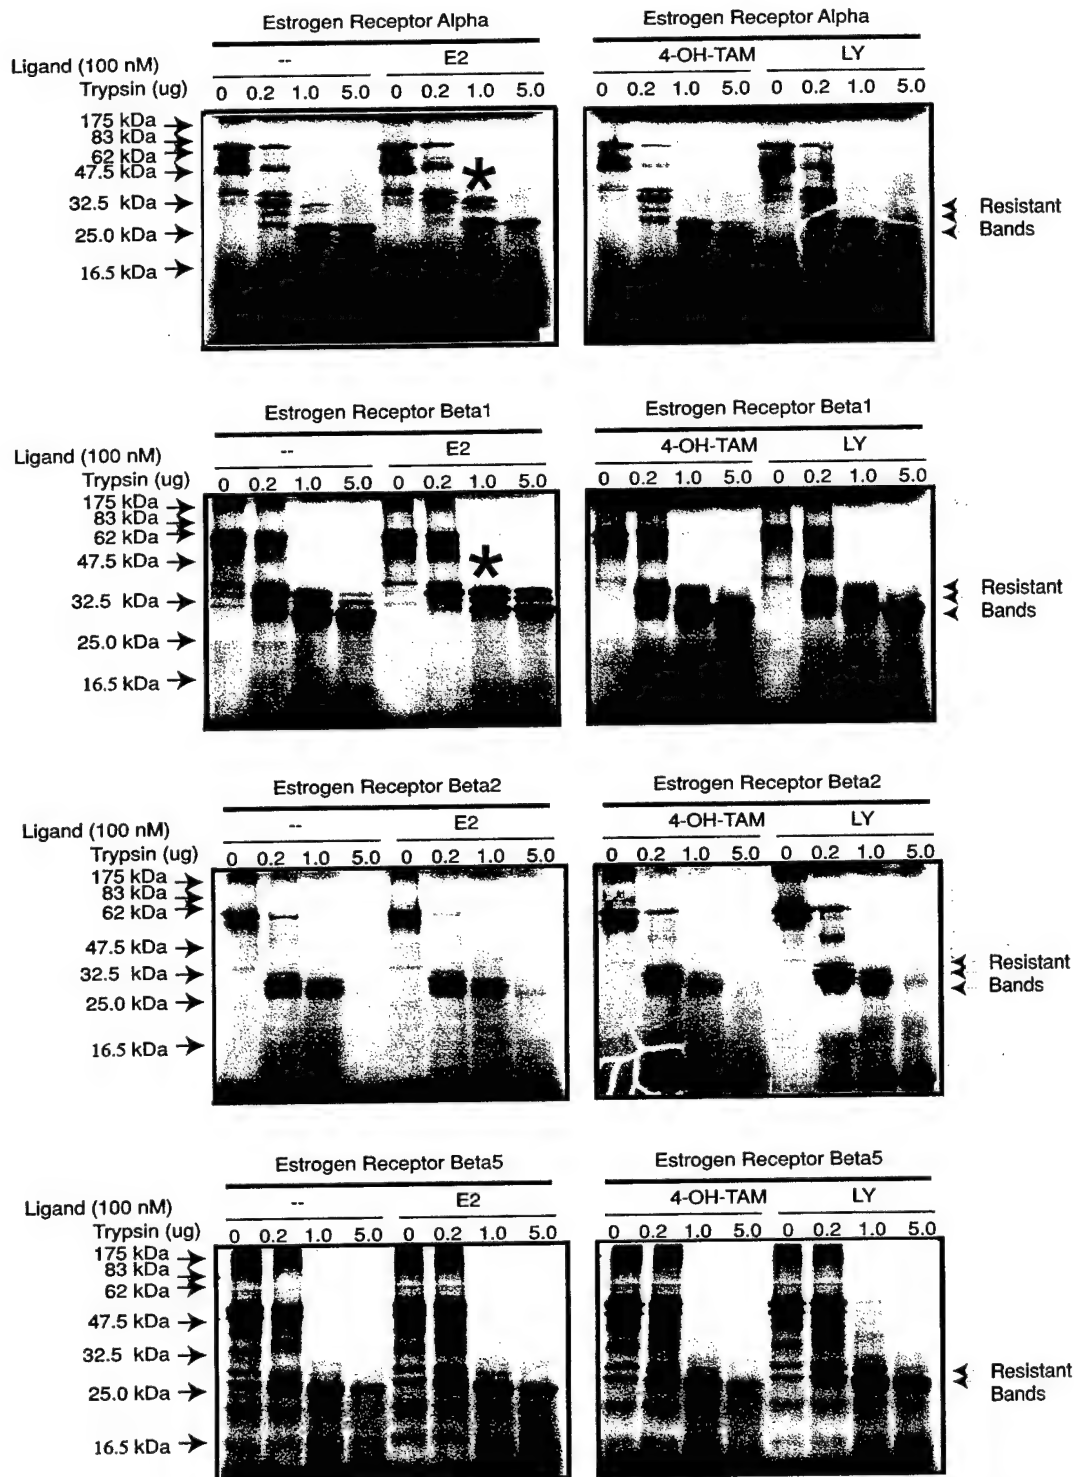 Estrogen Receptor Alpha
Estrogen Receptor Alpha
Ligand (100 nM)
--
E2
4-OH-TAM
LY
Trypsin (ug)
0 0.2 1.0 5.0 0 0.2 1.0 5.0
0 0.2 1.0 5.0 0 0.2 1.0 5.0
175 kDa
83 kDa
62 kDa
47.5 kDa
32.5 kDa
25.0 kDa
16.5 kDa
*
Resistant
Bands
Estrogen Receptor Beta1
Estrogen Receptor Beta1
Ligand (100 nM)
--
E2
4-OH-TAM
LY
Trypsin (ug)
0 0.2 1.0 5.0 0 0.2 1.0 5.0
0 0.2 1.0 5.0 0 0.2 1.0 5.0
175 kDa
83 kDa
62 kDa
47.5 kDa
32.5 kDa
25.0 kDa
16.5 kDa
*
Resistant
Bands
Estrogen Receptor Beta2
Estrogen Receptor Beta2
Ligand (100 nM)
--
E2
4-OH-TAM
LY
Trypsin (ug)
0 0.2 1.0 5.0 0 0.2 1.0 5.0
0 0.2 1.0 5.0 0 0.2 1.0 5.0
175 kDa
83 kDa
62 kDa
47.5 kDa
32.5 kDa
25.0 kDa
16.5 kDa
Resistant
Bands
Estrogen Receptor Beta5
Estrogen Receptor Beta5
Ligand (100 nM)
--
E2
4-OH-TAM
LY
Trypsin (ug)
0 0.2 1.0 5.0 0 0.2 1.0 5.0
0 0.2 1.0 5.0 0 0.2 1.0 5.0
175 kDa
83 kDa
62 kDa
47.5 kDa
32.5 kDa
25.0 kDa
16.5 kDa
Resistant
Bands